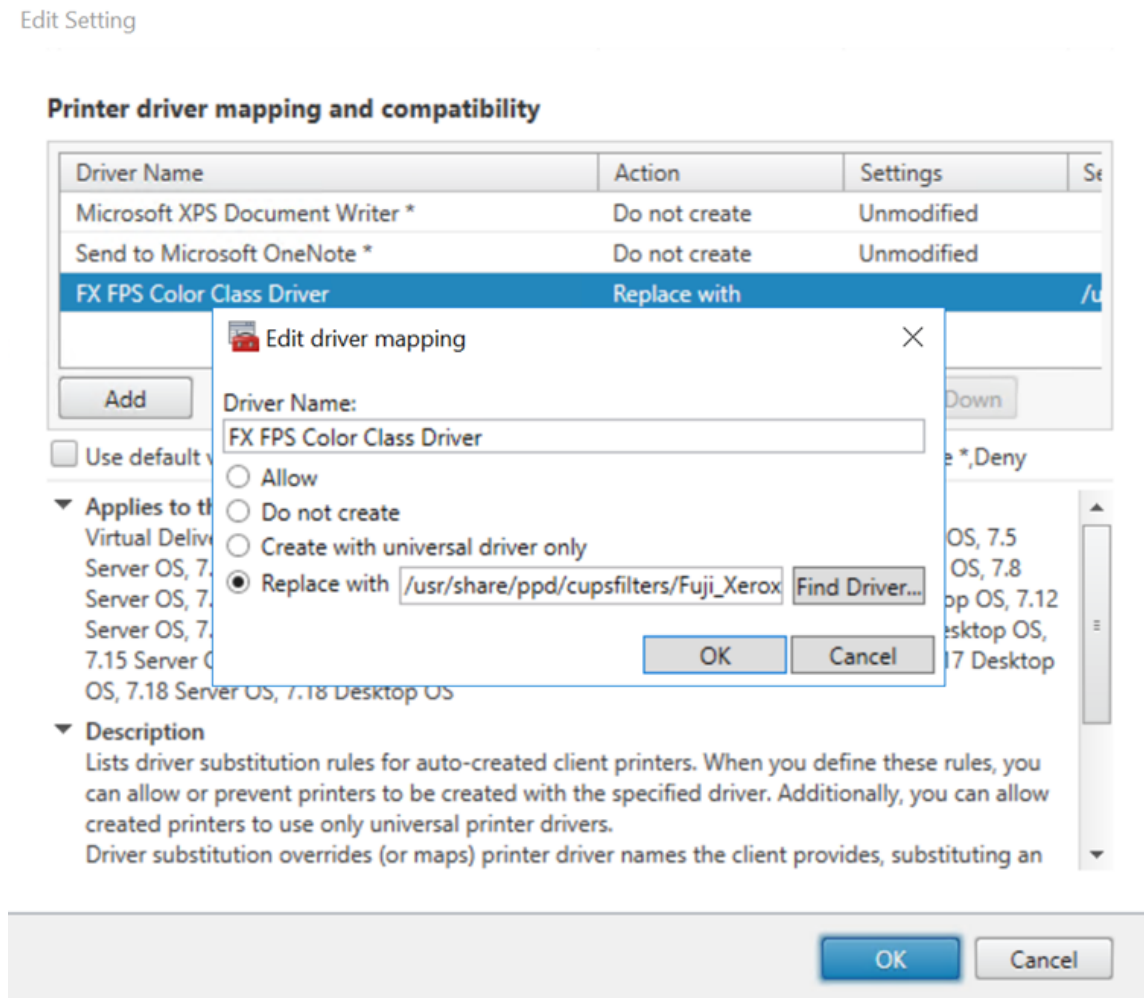 Edit Setting
Printer driver mapping and compatibility
Driver Name Action Settings
Microsoft XPS Document Writer * Do not create Unmodified
Send to Microsoft OneNote * Do not create Unmodified
FX FPS Color Class Driver Replace with
Edit driver mapping
Driver Name:
FX FPS Color Class Driver
Allow
Do not create
Create with universal driver only
Replace with /usr/share/ppd/cupsfilters/Fuji_Xerox Find Driver...
OK Cancel
Add Down
Use default *,Deny
Applies to
Virtual OS, 7.5
Server OS, OS, 7.8
Server OS, OS, 7.12
Server OS, OS,
7.15 Server 17 Desktop
OS, 7.18 Server OS, 7.18 Desktop OS
Description
Lists driver substitution rules for auto-created client printers. When you define these rules, you
can allow or prevent printers to be created with the specified driver. Additionally, you can allow
created printers to use only universal printer drivers.
Driver substitution overrides (or maps) printer driver names the client provides, substituting an
OK Cancel